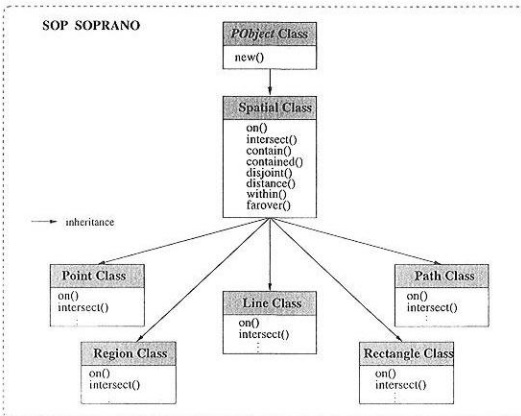 SOP SOPRANO
PObject Class
new()
Spatial Class
on()
intersect()
contain()
contained()
disjoint()
distance()
within()
farover()
inheritance
Point Class
on()
intersect()
Region Class
on()
intersect()
Line Class
on()
intersect()
Rectangle Class
on()
intersect()
Path Class
on()
intersect()